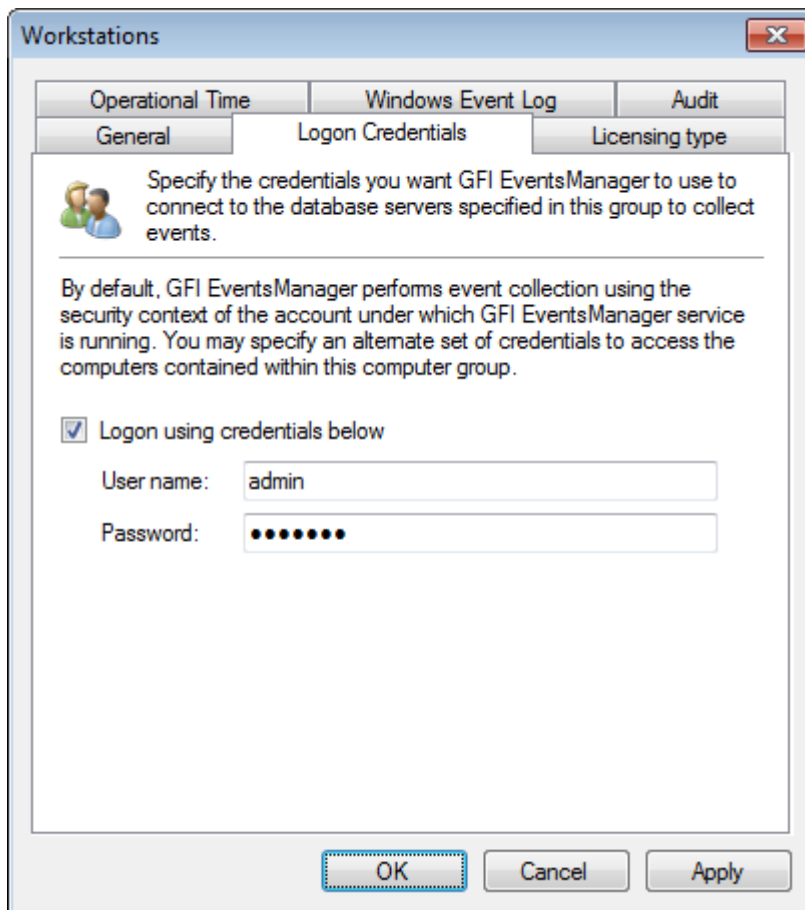 Workstations
Operational Time Windows Event Log Audit
General Logon Credentials Licensing type
Specify the credentials you want GFI EventsManager to use to
connect to the database servers specified in this group to collect
events.
By default, GFI EventsManager performs event collection using the
security context of the account under which GFI EventsManager service
is running. You may specify an alternate set of credentials to access the
computers contained within this computer group.
Logon using credentials below
User name: admin
Password: •••••••
OK Cancel Apply